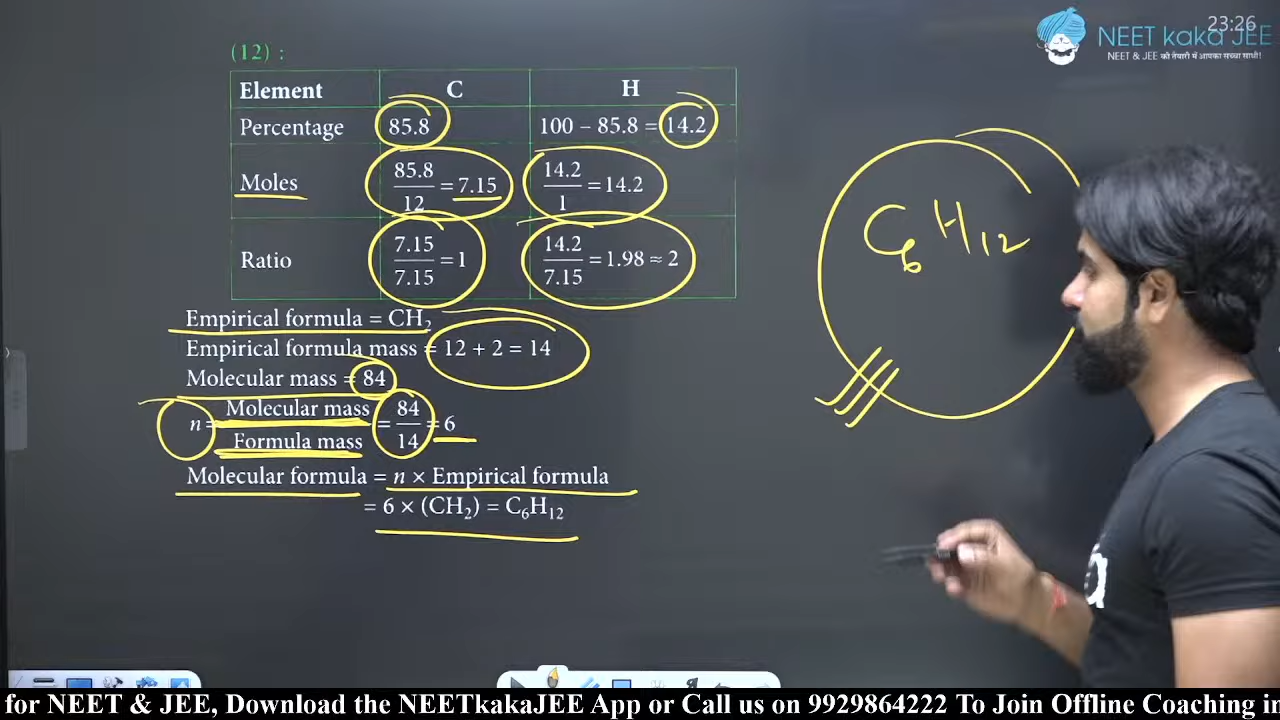 23:26
NEET kaka JEE
NEET & JEE की तैयारी में आपका सच्चा साथी!
(12) :
Element C H
Percentage 85.8 100 – 85.8 = 14.2
Moles 85.8/12 = 7.15 14.2/1 = 14.2
Ratio 7.15/7.15 = 1 14.2/7.15 = 1.98 ≈ 2
Empirical formula = CH₂
Empirical formula mass = 12 + 2 = 14
Molecular mass = 84
n = Molecular mass/Formula mass = 84/14 = 6
Molecular formula = n × Empirical formula
= 6 × (CH₂) = C₆H₁₂
C₆H₁₂
for NEET & JEE, Download the NEETkakaJEE App or Call us on 9929864222 To Join Offline Coaching in